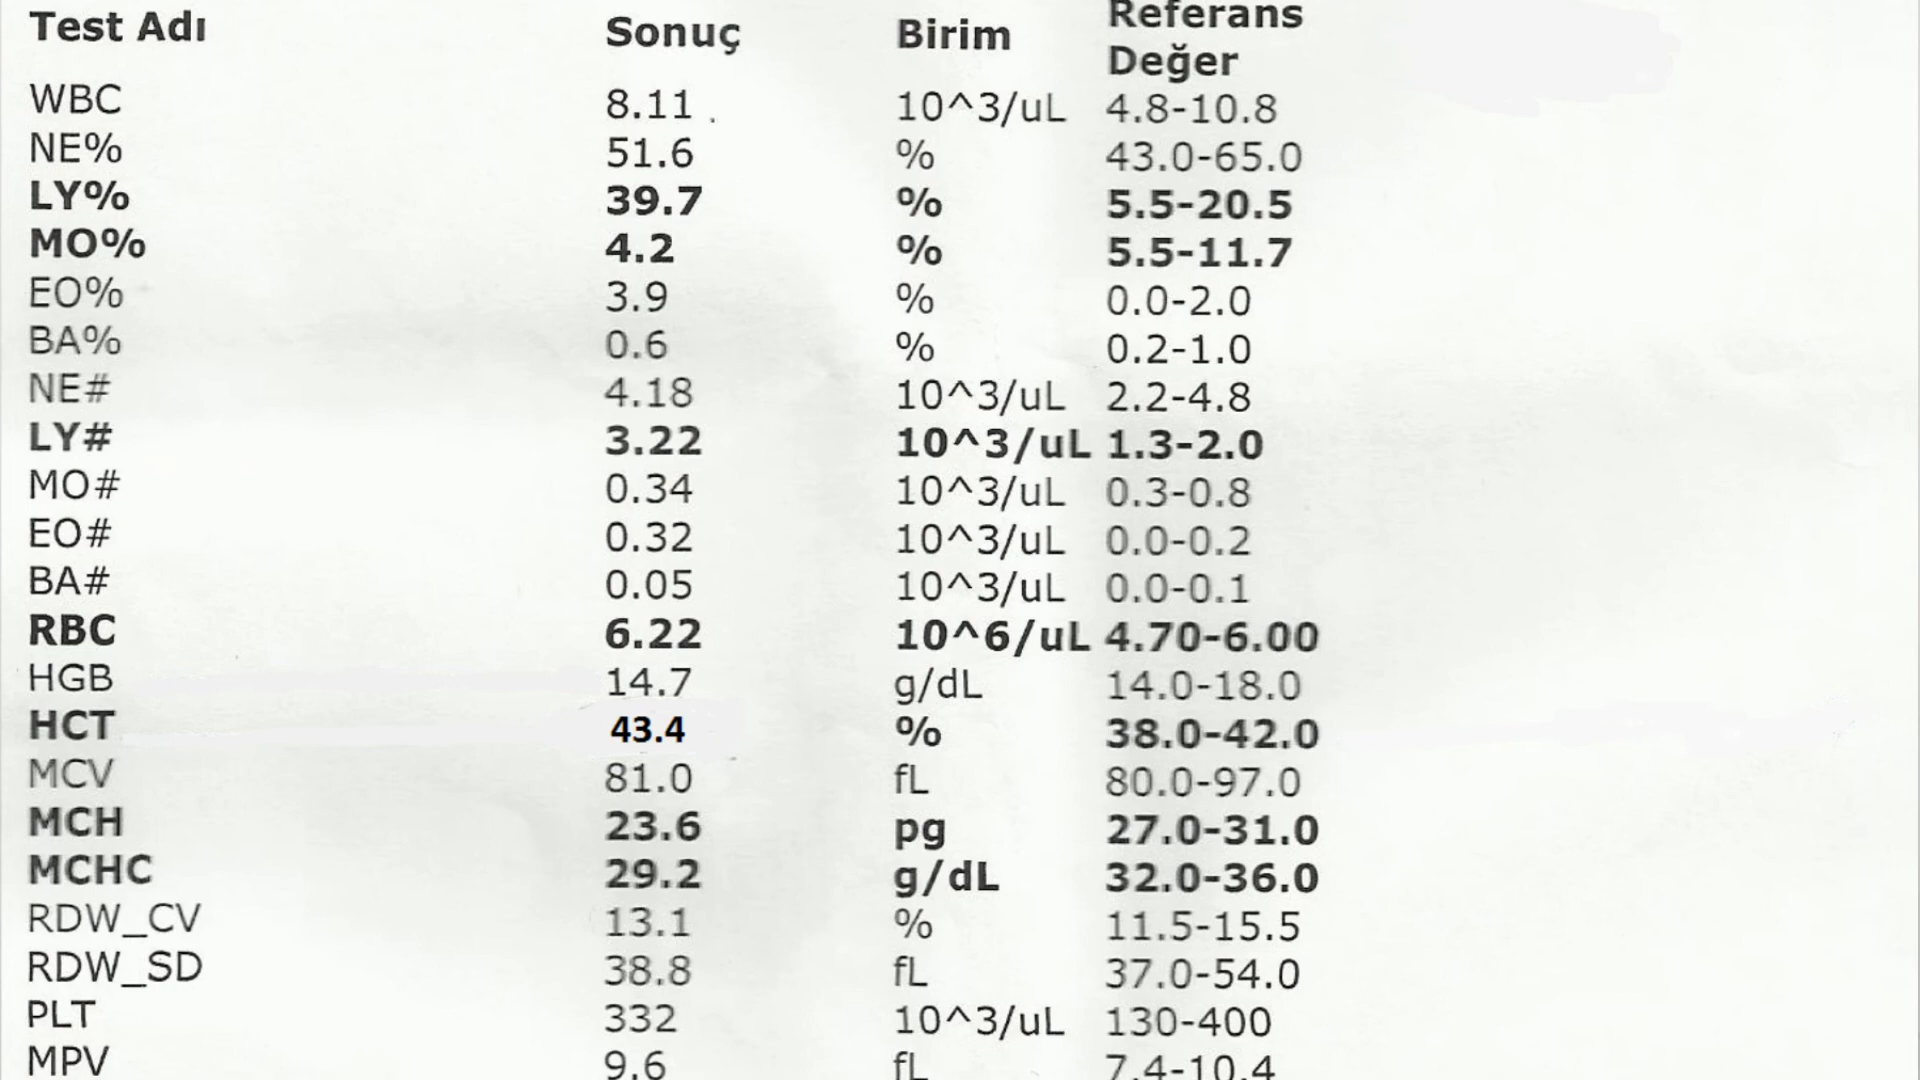 Test Adı Sonuç Birim Referans Değer
WBC 8.11 10^3/uL 4.8-10.8
NE% 51.6 % 43.0-65.0
LY% 39.7 % 5.5-20.5
MO% 4.2 % 5.5-11.7
EO% 3.9 % 0.0-2.0
BA% 0.6 % 0.2-1.0
NE# 4.18 10^3/uL 2.2-4.8
LY# 3.22 10^3/uL 1.3-2.0
MO# 0.34 10^3/uL 0.3-0.8
EO# 0.32 10^3/uL 0.0-0.2
BA# 0.05 10^3/uL 0.0-0.1
RBC 6.22 10^6/uL 4.70-6.00
HGB 14.7 g/dL 14.0-18.0
HCT 43.4 % 38.0-42.0
MCV 81.0 fL 80.0-97.0
MCH 23.6 pg 27.0-31.0
MCHC 29.2 g/dL 32.0-36.0
RDW_CV 13.1 % 11.5-15.5
RDW_SD 38.8 fL 37.0-54.0
PLT 332 10^3/uL 130-400
MPV 9.6 fL 7.4-10.4